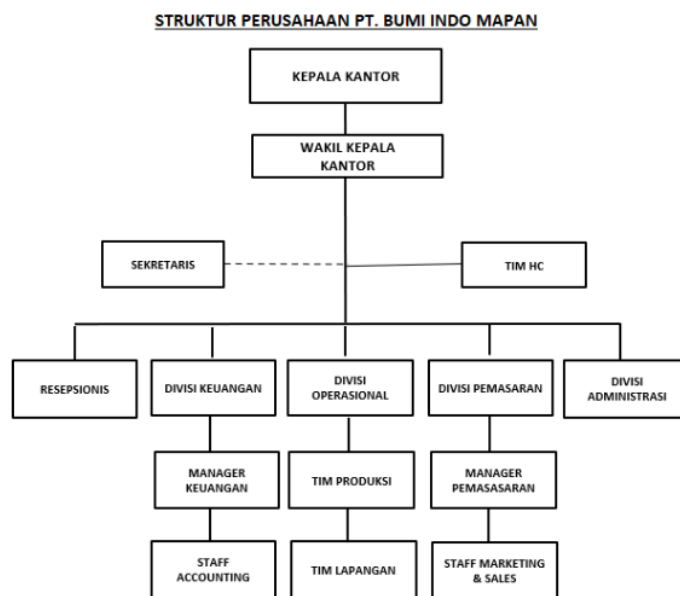 STRUKTUR PERUSAHAAN PT. BUMI INDO MAPAN
KEPALA KANTOR
WAKIL KEPALA
KANTOR
SEKRETARIS
TIM HC
RESEPSIONIS
DIVISI KEUANGAN
DIVISI
OPERASIONAL
DIVISI PEMASARAN
DIVISI
ADMINISTRASI
MANAGER
KEUANGAN
TIM PRODUKSI
MANAGER
PEMASASARAN
STAFF
ACCOUNTING
TIM LAPANGAN
STAFF MARKETING
& SALES